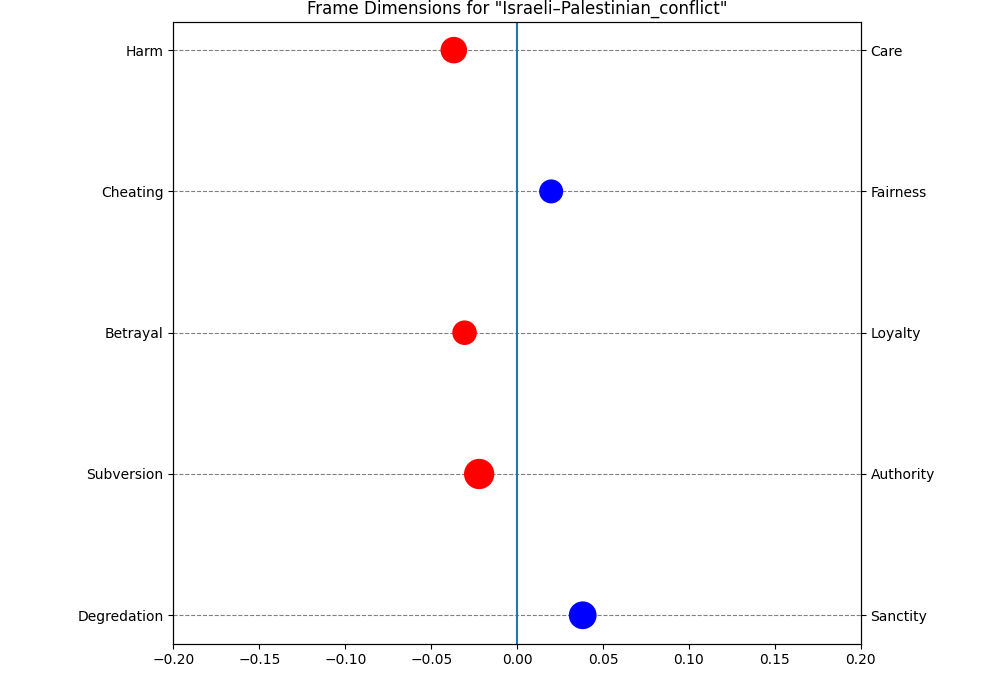 Frame Dimensions for "Israeli–Palestinian_conflict"
Harm Care
Cheating Fairness
Betrayal Loyalty
Subversion Authority
Degredation Sanctity
−0.20 −0.15 −0.10 −0.05 0.00 0.05 0.10 0.15 0.20